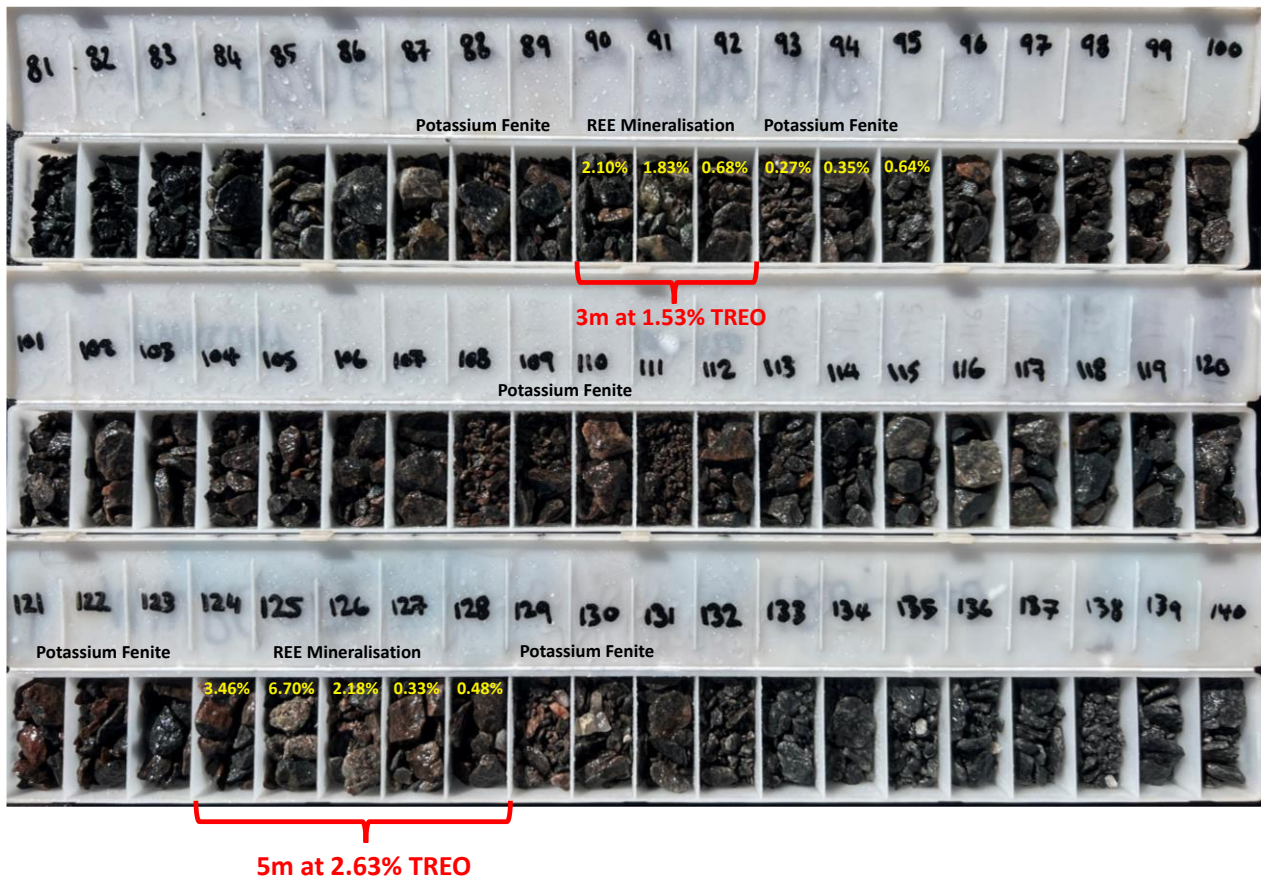 81 82 83 84 85 86 87 88 89 90 91 92 93 94 95 96 97 98 99 100
Potassium Fenite REE Mineralisation Potassium Fenite
2.10% 1.83% 0.68% 0.27% 0.35% 0.64%
3m at 1.53% TREO
101 102 103 104 105 106 107 108 109 110 111 112 113 114 115 116 117 118 119 120
Potassium Fenite
121 122 123 124 125 126 127 128 129 130 131 132 133 134 135 136 137 138 139 140
Potassium Fenite REE Mineralisation Potassium Fenite
3.46% 6.70% 2.18% 0.33% 0.48%
5m at 2.63% TREO